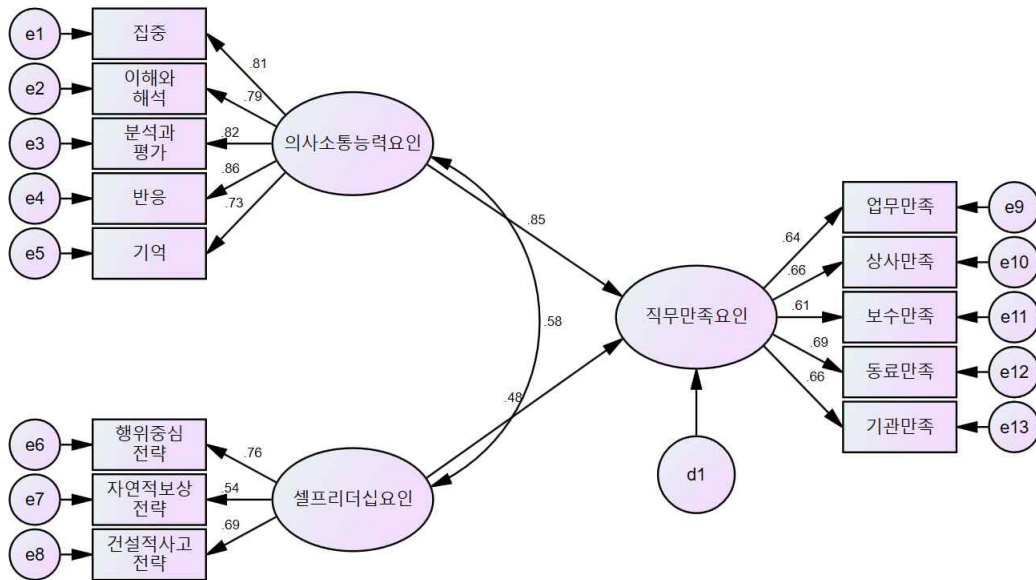 e1
집중
e2
이해와
해석
e3
분석과
평가
e4
반응
e5
기억
.81
.79
.82
.86
.73
의사소통능력요인
.85
.58
.48
직무만족요인
d1
.64
.66
.61
.69
.66
업무만족
e9
상사만족
e10
보수만족
e11
동료만족
e12
기관만족
e13
e6
행위중심
전략
e7
자연적보상
전략
e8
건설적사고
전략
.76
.54
.69
셀프리더십요인